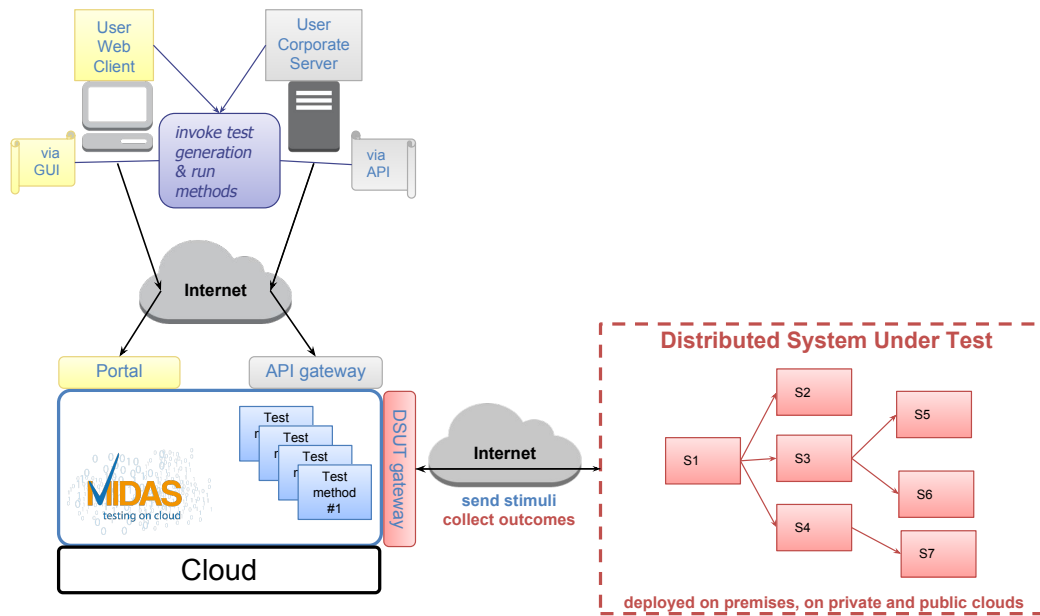 User
Web
Client
User
Corporate
Server
via
GUI
invoke test
generation
& run
methods
via
API
Internet
Portal
API gateway
Test
Test
Test
Test
method
#1
MIDAS
testing on cloud
DSUT gateway
Cloud
Internet
send stimuli
collect outcomes
Distributed System Under Test
S1
S2
S3
S4
S5
S6
S7
deployed on premises, on private and public clouds